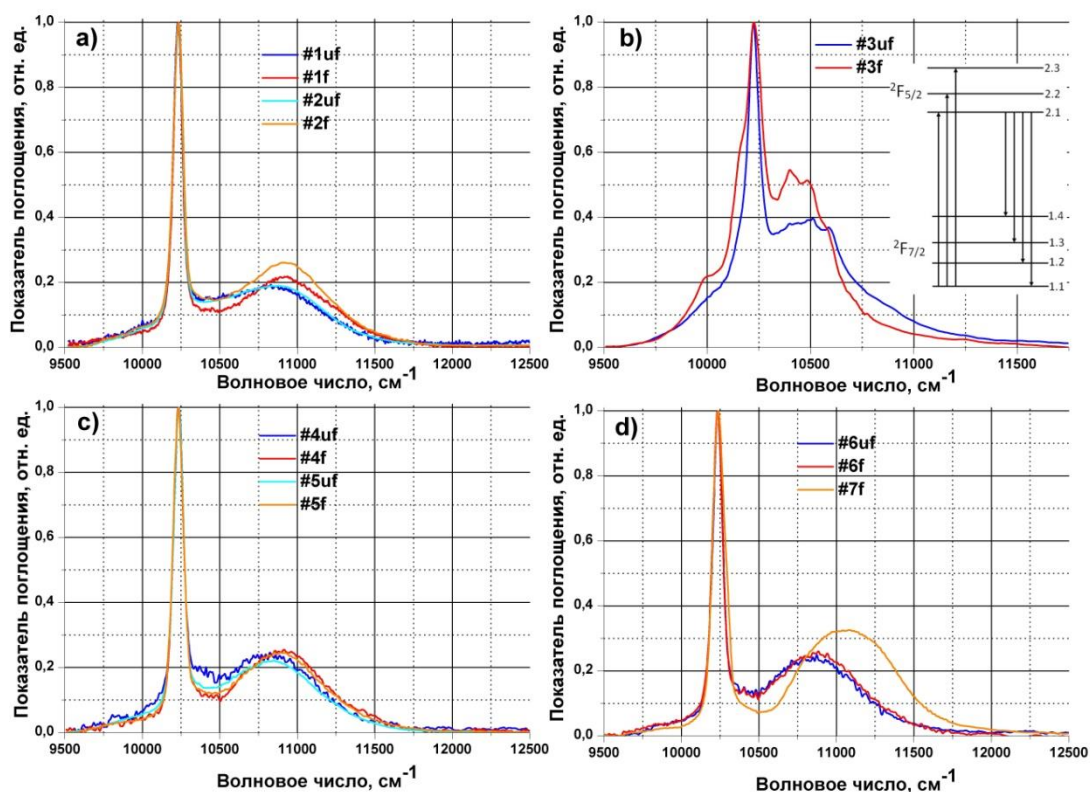 a)
#1uf
#1f
#2uf
#2f
Показатель поглощения, отн. ед.
1,0
0,8
0,6
0,4
0,2
0,0
9500 10000 10500 11000 11500 12000 12500
Волновое число, см-1
b)
#3uf
#3f
2F5/2
2.3
2.2
2.1
2F7/2
1.4
1.3
1.2
1.1
Показатель поглощения, отн. ед.
1,0
0,8
0,6
0,4
0,2
0,0
9500 10000 10500 11000 11500
Волновое число, см-1
c)
#4uf
#4f
#5uf
#5f
Показатель поглощения, отн. ед.
1,0
0,8
0,6
0,4
0,2
0,0
9500 10000 10500 11000 11500 12000 12500
Волновое число, см-1
d)
#6uf
#6f
#7f
Показатель поглощения, отн. ед.
1,0
0,8
0,6
0,4
0,2
0,0
9500 10000 10500 11000 11500 12000 12500
Волновое число, см-1